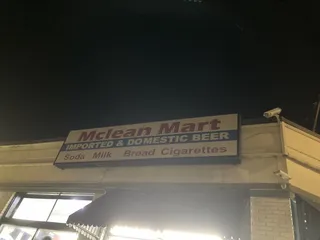 Mclean Mart
IMPORTED & DOMESTIC BEER
Soda Milk Bread Cigarettes